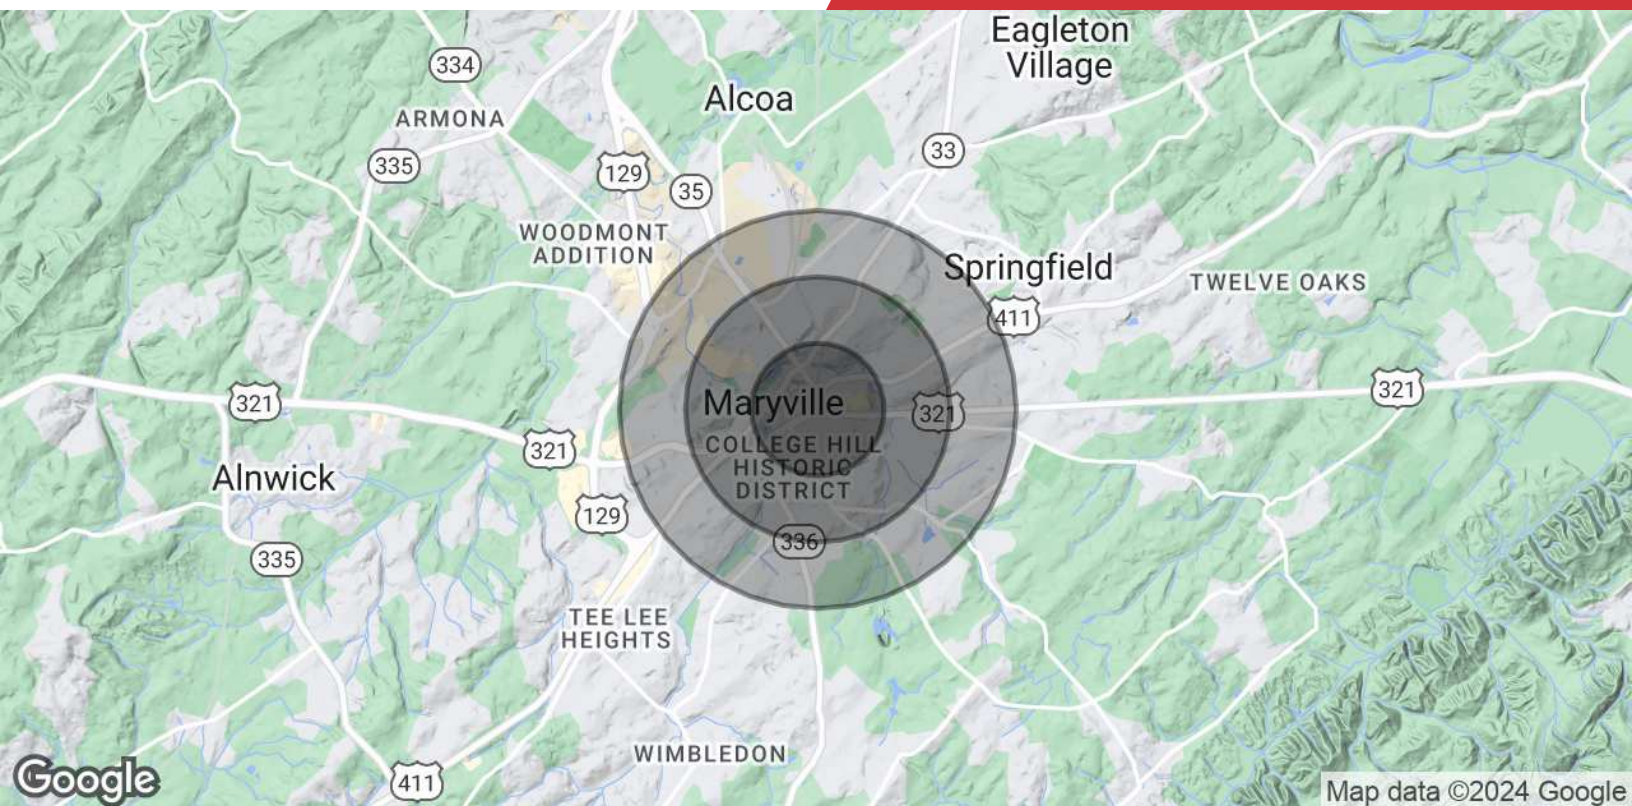 Eagleton
Village
334
Alcoa
ARMONA
33
335
129
35
WOODMONT
ADDITION
Springfield
TWELVE OAKS
411
321
321
Maryville
321
321
COLLEGE HILL
HISTORIC
DISTRICT
Alnwick
129
336
335
TEE LEE
HEIGHTS
WIMBLEDON
Google
411
Map data ©2024 Google